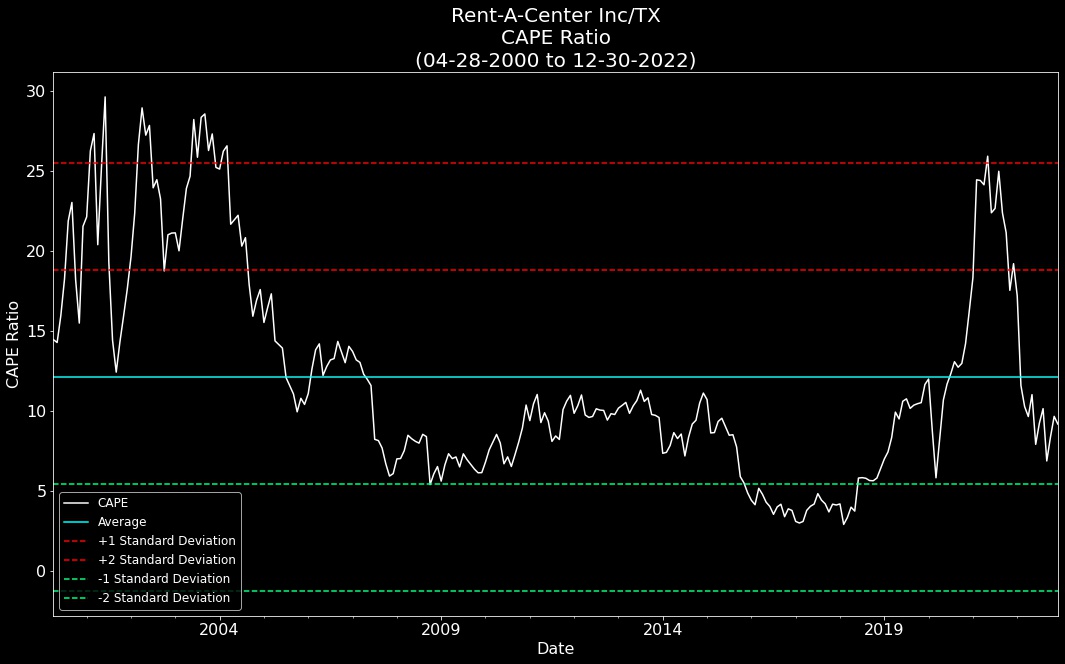 Rent-A-Center Inc/TX
CAPE Ratio
(04-28-2000 to 12-30-2022)
CAPE Ratio
30
25
20
15
10
5
0
CAPE
Average
+1 Standard Deviation
+2 Standard Deviation
-1 Standard Deviation
-2 Standard Deviation
2004
2009
2014
2019
Date